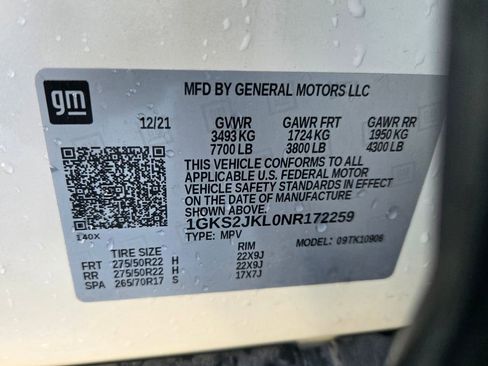 gm
MFD BY GENERAL MOTORS LLC
12/21 GVWR GAWR FRT GAWR RR
3493 KG 1724 KG 1950 KG
7700 LB 3800 LB 4300 LB
THIS VEHICLE CONFORMS TO ALL
APPLICABLE U.S. FEDERAL MOTOR
VEHICLE SAFETY STANDARDS IN EFFECT
ON THE DATE OF MANUFACTURE
SHOWN ABOVE.
1GKS2JKL0NR172259
140X
TYPE: MPV
MODEL: 09TK10906
TIRE SIZE RIM
FRT 275/50R22 H 22X9J
RR 275/50R22 H 22X9J
SPA 265/70R17 S 17X7J